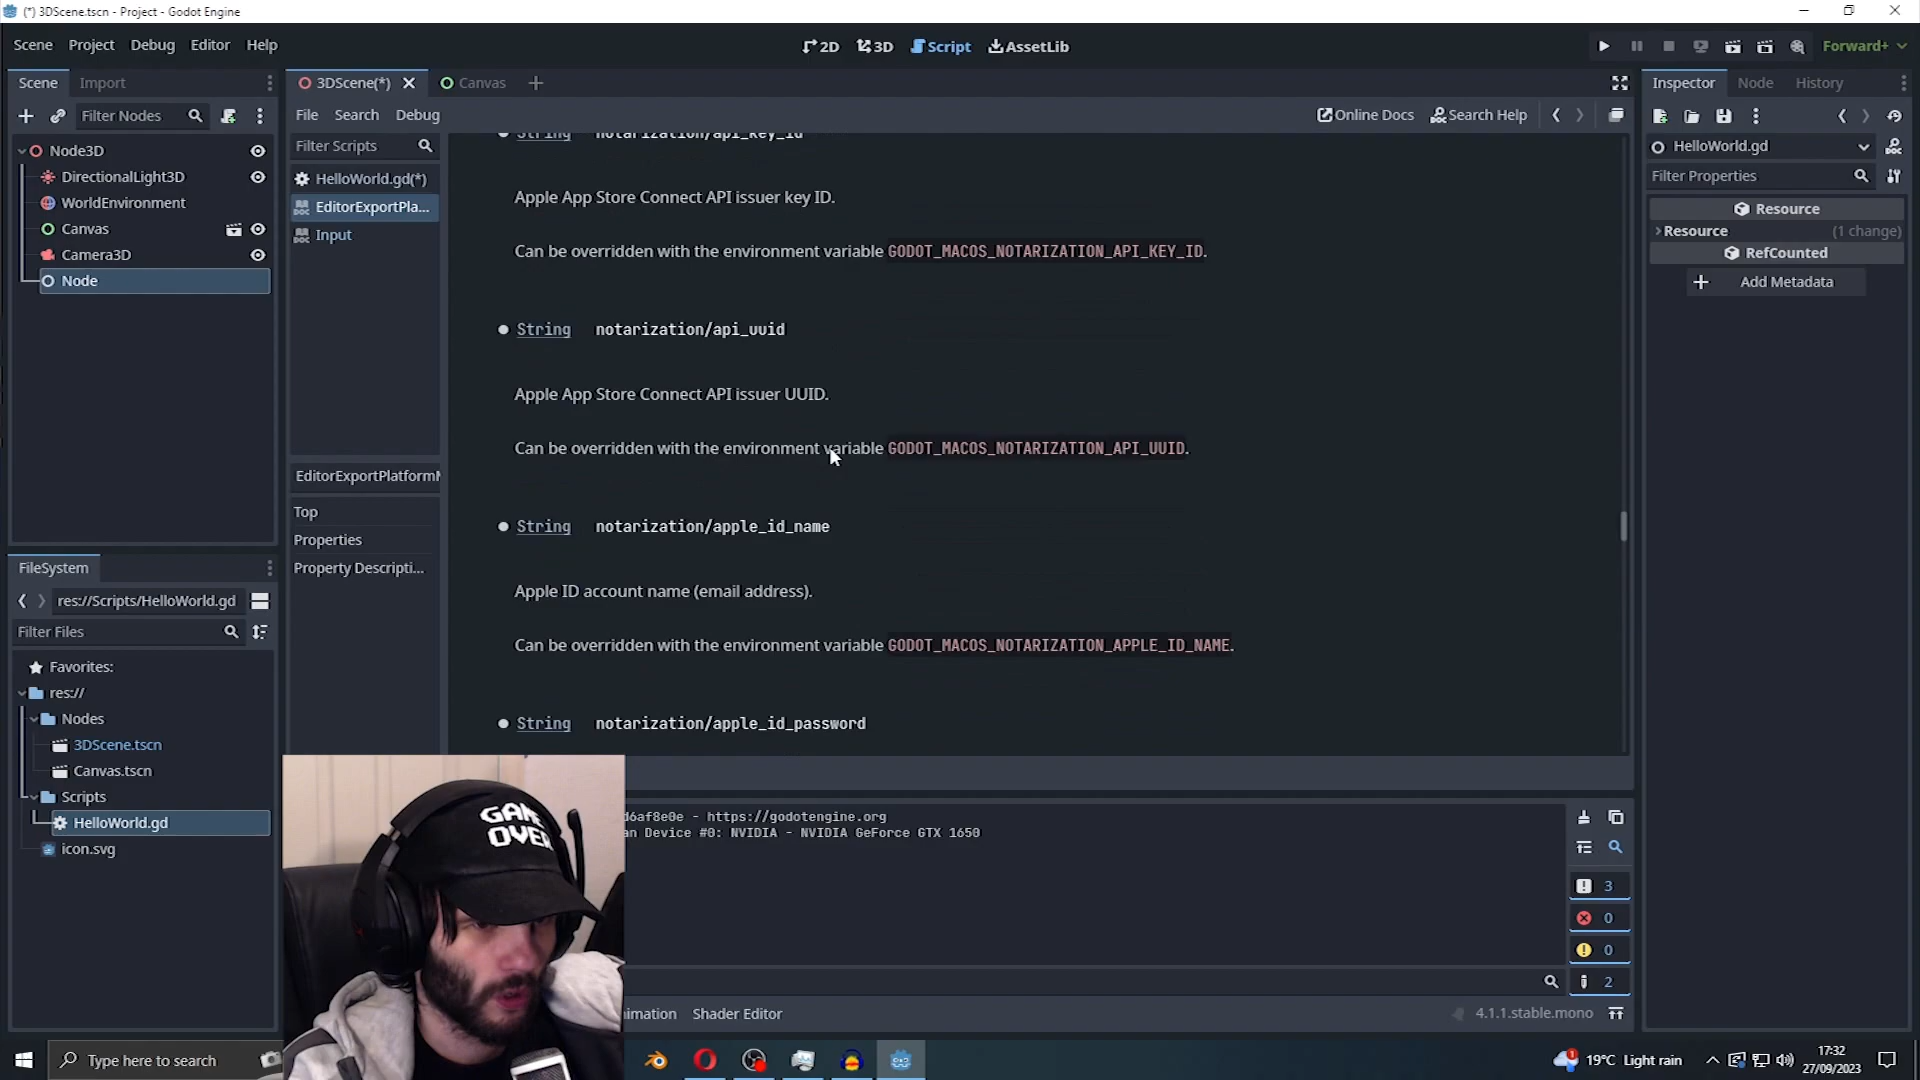 (*) 3DScene.tscn - Project - Godot Engine
Scene Project Debug Editor Help
2D 3D Script AssetLib
Forward+
Scene Import
3DScene(*) Canvas
Inspector Node History
Filter Nodes
File Search Debug
Online Docs Search Help
Node3D
DirectionalLight3D
WorldEnvironment
Canvas
Camera3D
Node
Filter Scripts
HelloWorld.gd(*)
EditorExportPla...
Input
EditorExportPlatformM
Top
Properties
Property Descripti...
String notarization/api_key_id
Apple App Store Connect API issuer key ID.
Can be overridden with the environment variable GODOT_MACOS_NOTARIZATION_API_KEY_ID.
String notarization/api_uuid
Apple App Store Connect API issuer UUID.
Can be overridden with the environment variable GODOT_MACOS_NOTARIZATION_API_UUID.
String notarization/apple_id_name
Apple ID account name (email address).
Can be overridden with the environment variable GODOT_MACOS_NOTARIZATION_APPLE_ID_NAME.
String notarization/apple_id_password
HelloWorld.gd
Filter Properties
Resource
Resource (1 change)
RefCounted
Add Metadata
FileSystem
res://Scripts/HelloWorld.gd
Filter Files
Favorites:
res://
Nodes
3DScene.tscn
Canvas.tscn
Scripts
HelloWorld.gd
icon.svg
d6af8e0e - https://godotengine.org
an Device #0: NVIDIA - NVIDIA GeForce GTX 1650
3
0
0
2
nimation Shader Editor
4.1.1.stable.mono
GAME
OVER
Type here to search
1
19°C Light rain
17:32
27/09/2023